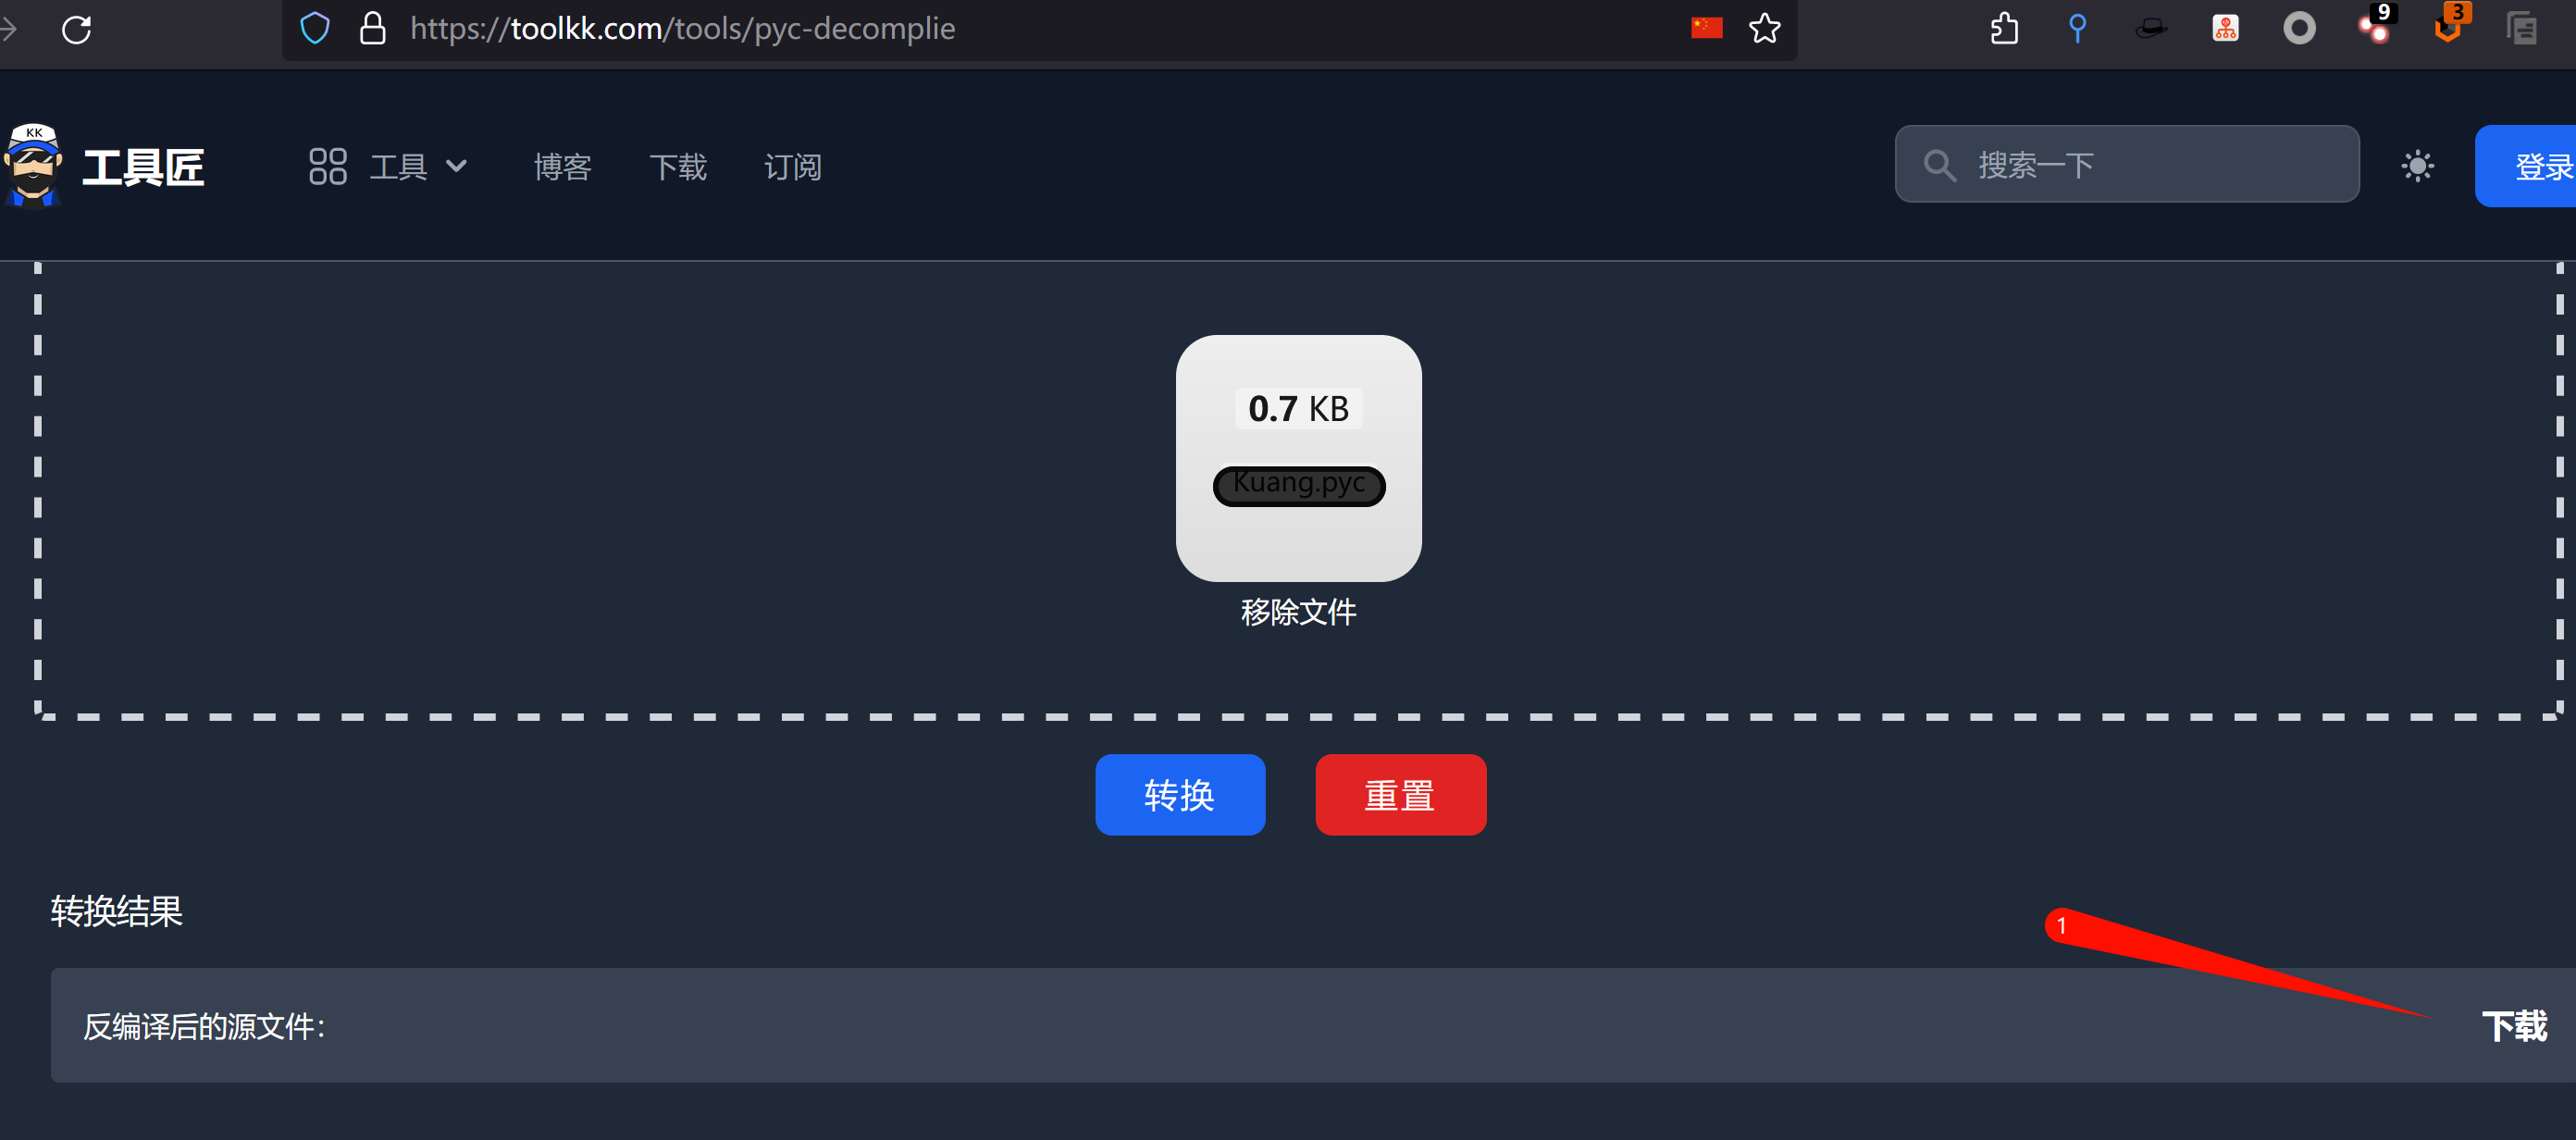 https://toolkk.com/tools/pyc-decomplie
9
3
KK
工具匠
工具
博客
下载
订阅
搜索一下
登录
0.7 KB
Kuang.pyc
移除文件
转换
重置
转换结果
1
反编译后的源文件：
下载